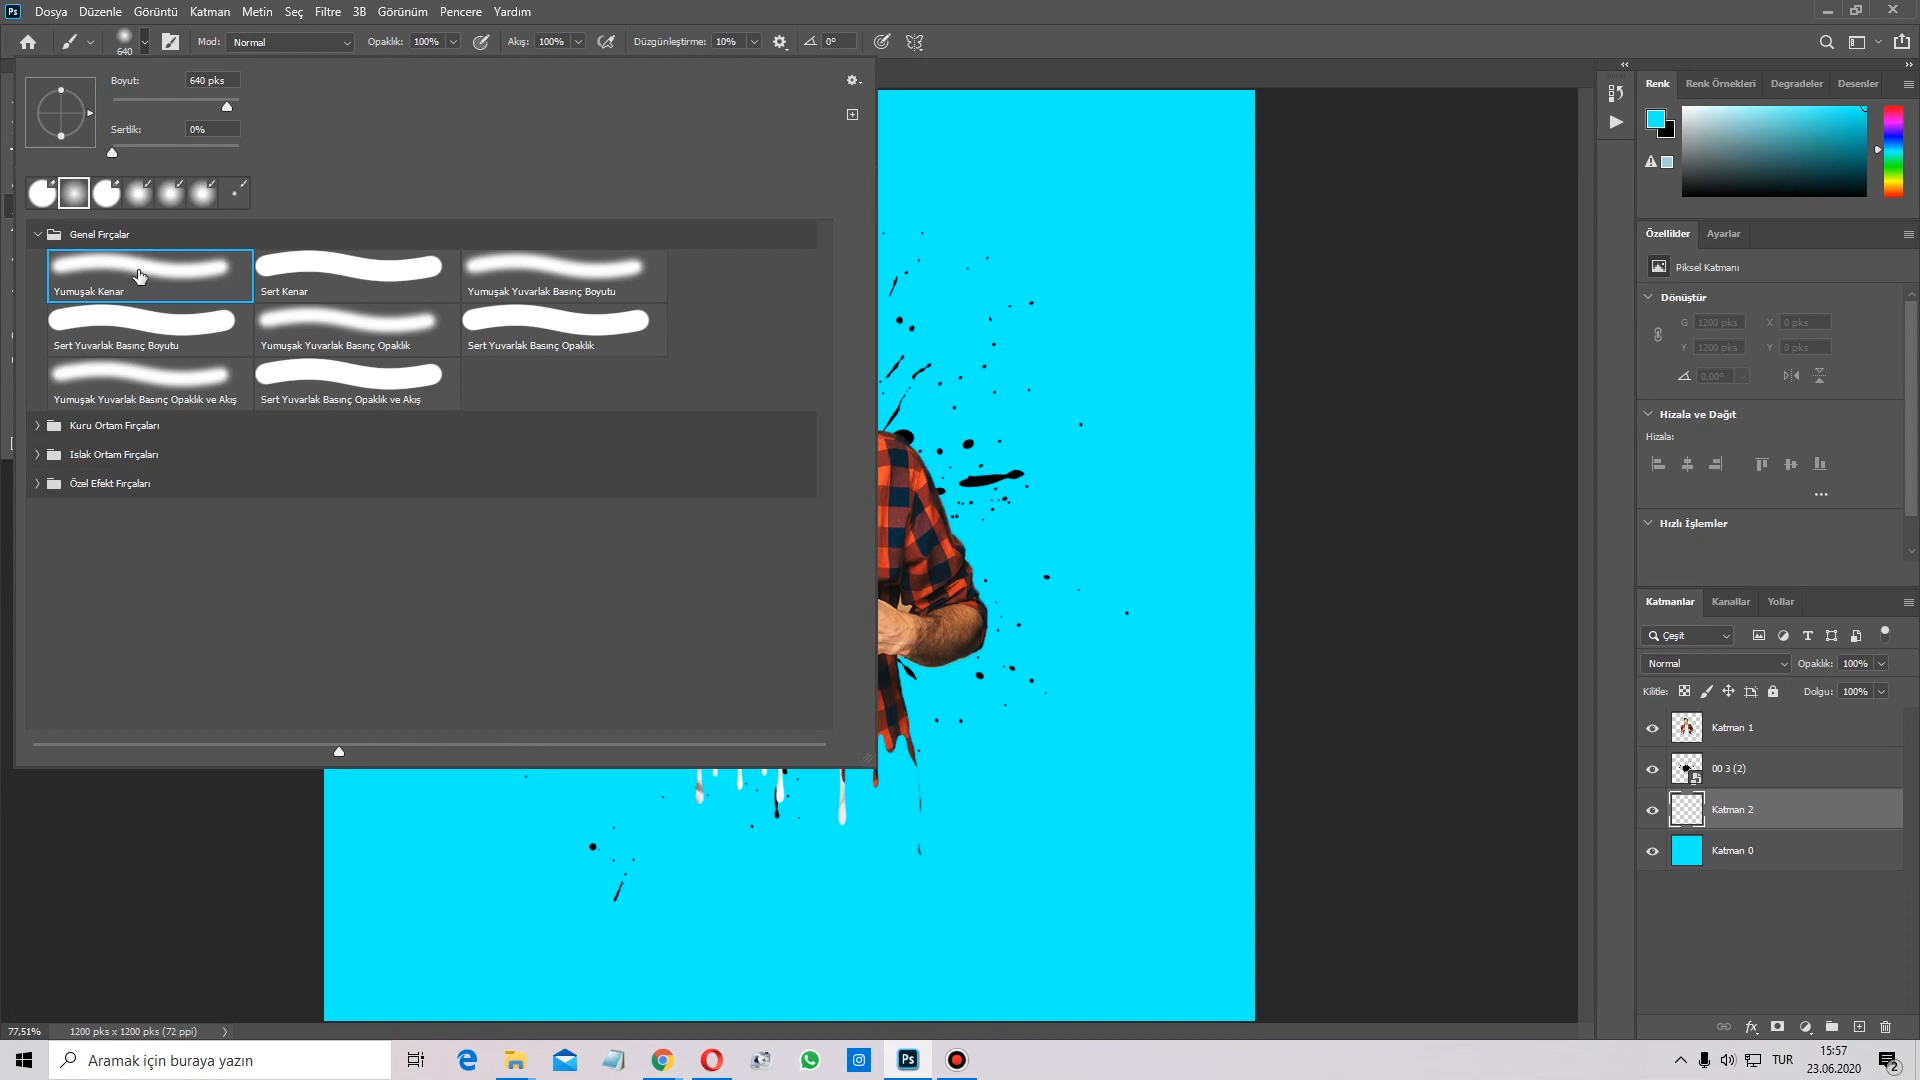 Ps Dosya Düzenle Görüntü Katman Metin Seç Filtre 3B Görünüm Pencere Yardım
640 Mod: Normal Opaklık: 100% Akış: 100% Düzgünleştirme: 10% 0°
Boyut: 640 pks
Sertlik: 0%
Genel Fırçalar
Yumuşak Kenar Sert Kenar Yumuşak Yuvarlak Basınç Boyutu
Sert Yuvarlak Basınç Boyutu Yumuşak Yuvarlak Basınç Opaklık Sert Yuvarlak Basınç Opaklık
Yumuşak Yuvarlak Basınç Opaklık ve Akış Sert Yuvarlak Basınç Opaklık ve Akış
Kuru Ortam Fırçaları
Islak Ortam Fırçaları
Özel Efekt Fırçaları
Renk Renk Örnekleri Degradeler Desenler
Özellikler Ayarlar
Piksel Katmanı
Dönüştür
G 1200 pks X 0 pks
Y 1200 pks Y 0 pks
0,00°
Hizala ve Dağıt
Hizala:
Hızlı İşlemler
Katmanlar Kanallar Yollar
Çeşit
Normal Opaklık: 100%
Kilitle: Dolgu: 100%
Katman 1
00 3 (2)
Katman 2
Katman 0
77,51% 1200 pks x 1200 pks (72 ppi)
Aramak için buraya yazın
Ps
TUR
15:57
23.06.2020
2